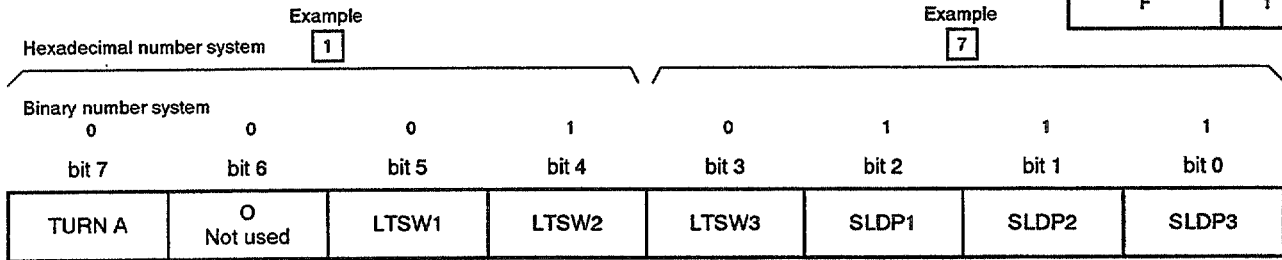 Example
Example
F
Hexadecimal number system
1
7
Binary number system
0 0 0 1 0 1 1 1
bit 7 bit 6 bit 5 bit 4 bit 3 bit 2 bit 1 bit 0
TURN A
O
Not used
LTSW1
LTSW2
LTSW3
SLDP1
SLDP2
SLDP3